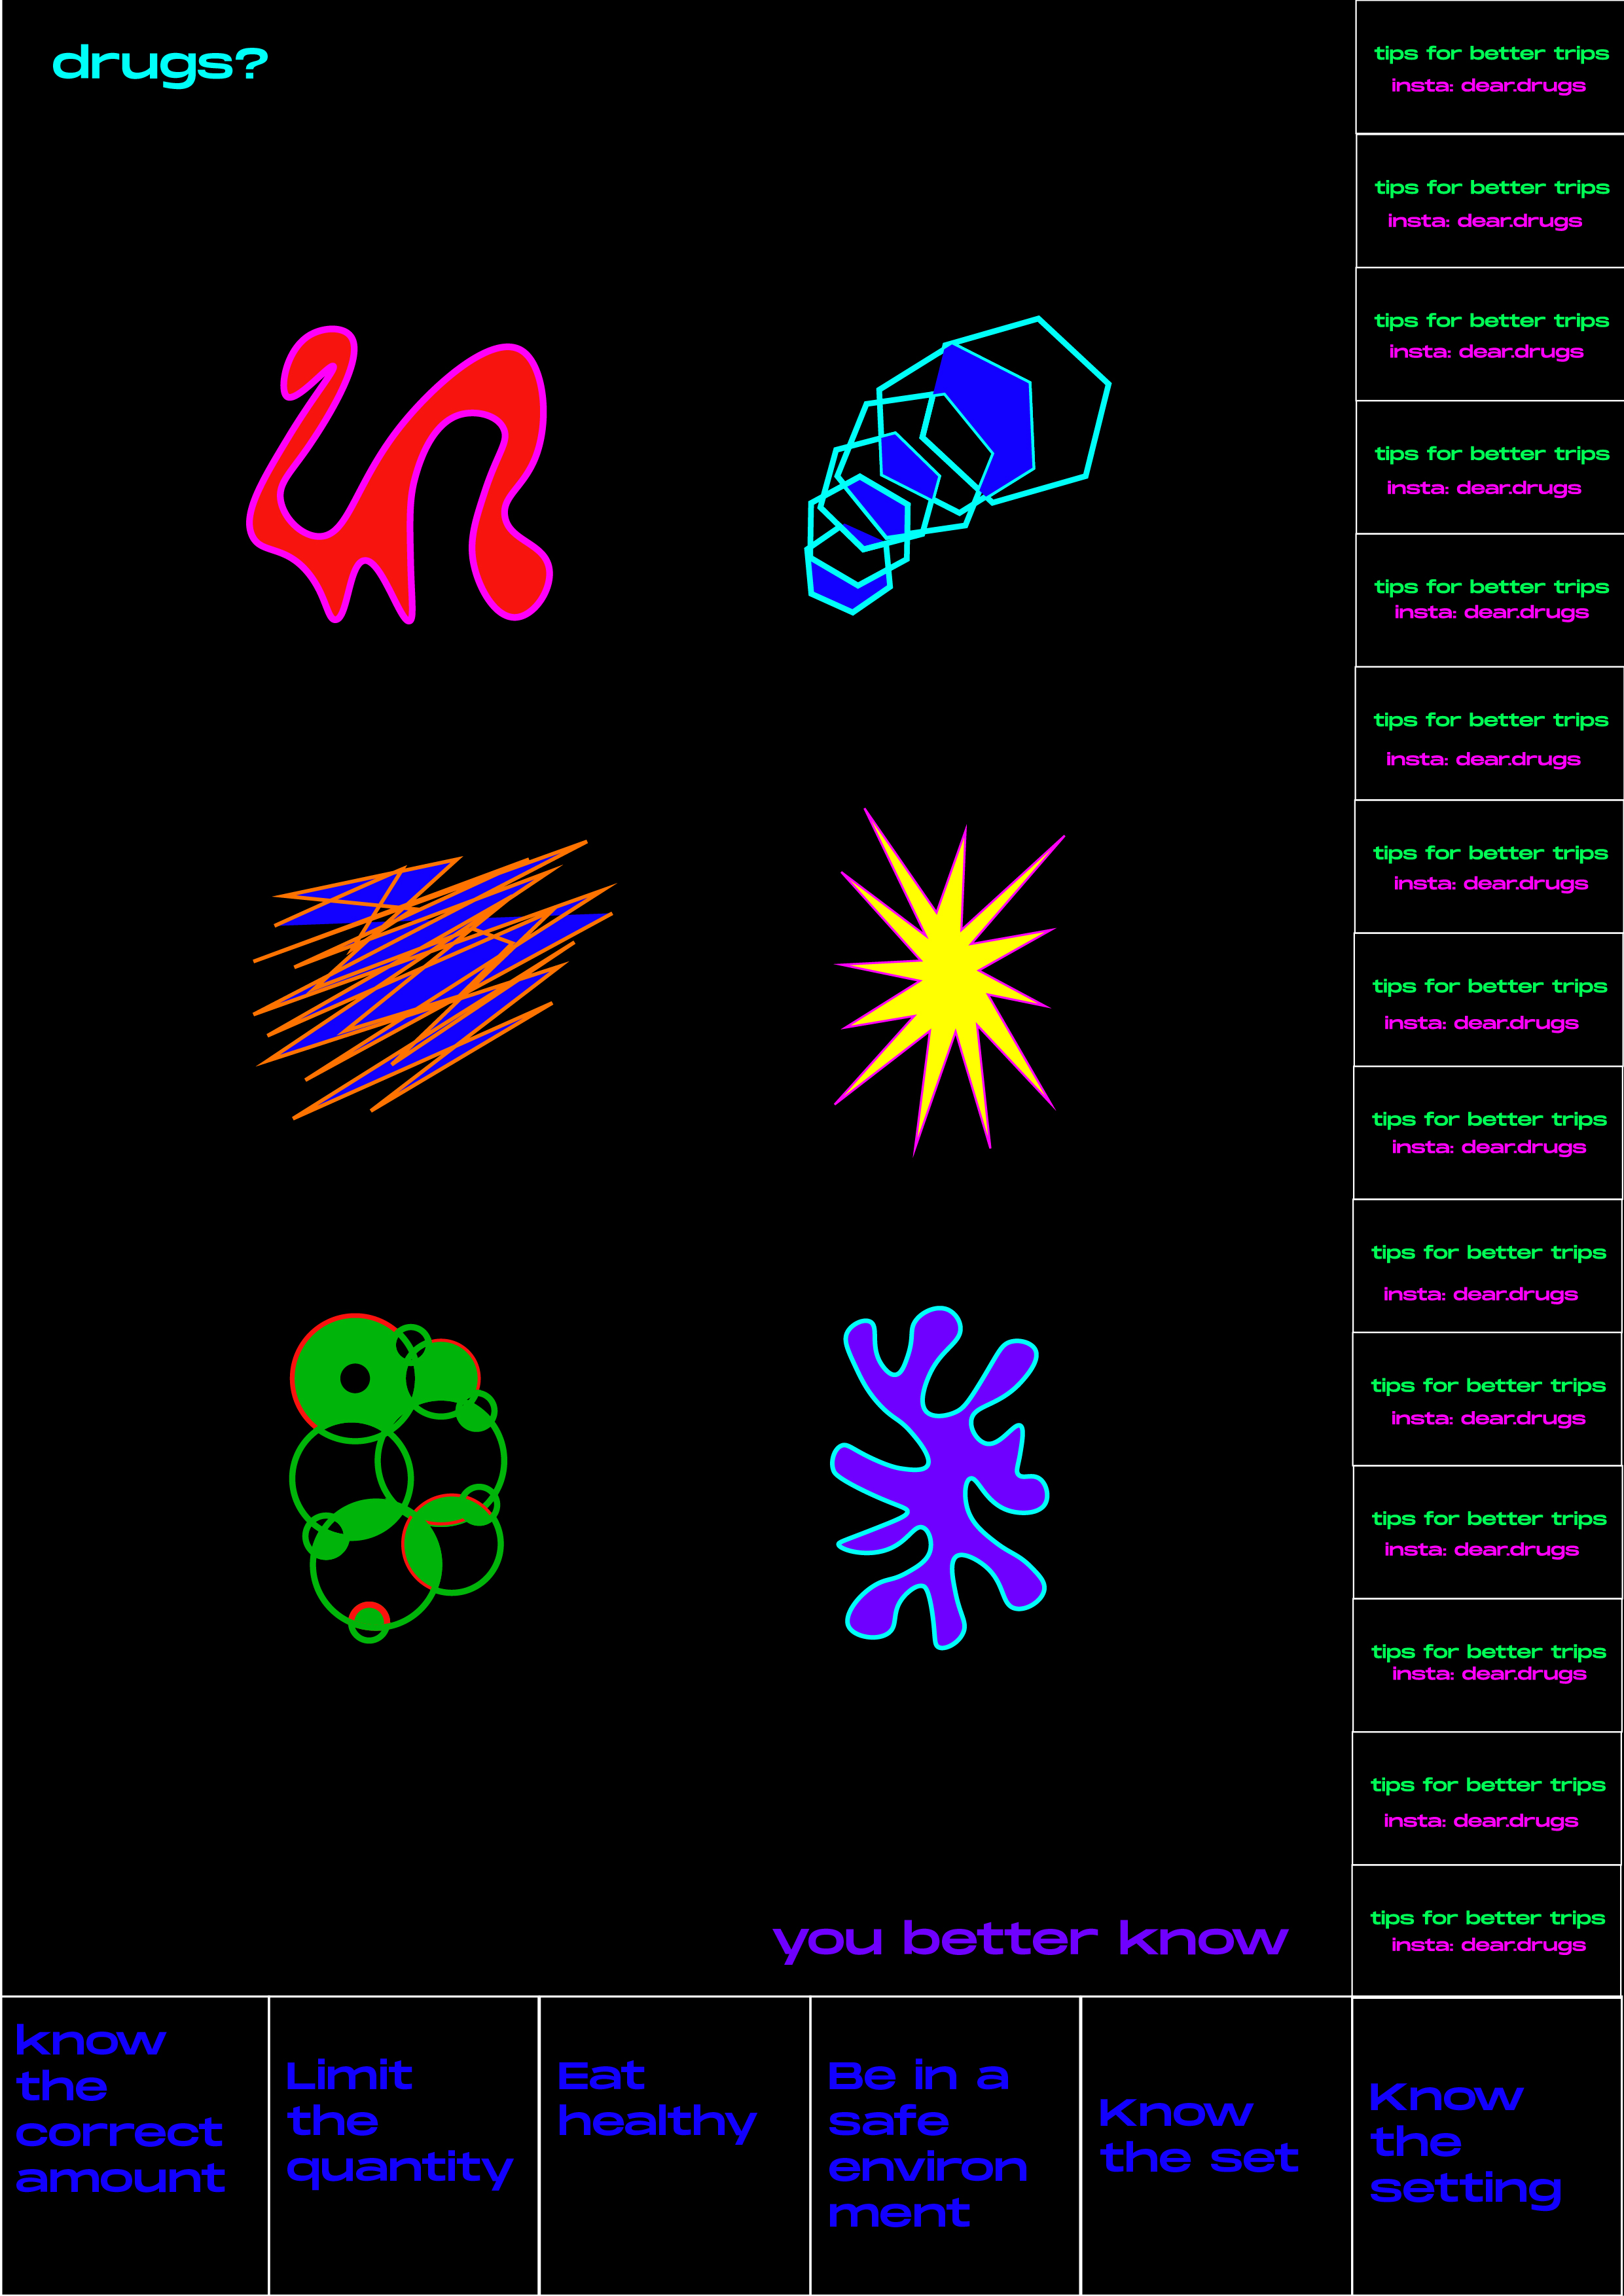 drugs?
tips for better trips
insta: dear.drugs
tips for better trips
insta: dear.drugs
tips for better trips
insta: dear.drugs
tips for better trips
insta: dear.drugs
tips for better trips
insta: dear.drugs
tips for better trips
insta: dear.drugs
tips for better trips
insta: dear.drugs
tips for better trips
insta: dear.drugs
tips for better trips
insta: dear.drugs
tips for better trips
insta: dear.drugs
tips for better trips
insta: dear.drugs
tips for better trips
insta: dear.drugs
tips for better trips
insta: dear.drugs
tips for better trips
insta: dear.drugs
tips for better trips
insta: dear.drugs
you better know
know
the
correct
amount
Limit
the
quantity
Eat
healthy
Be in a
safe
environ
ment
Know
the set
Know
the
setting